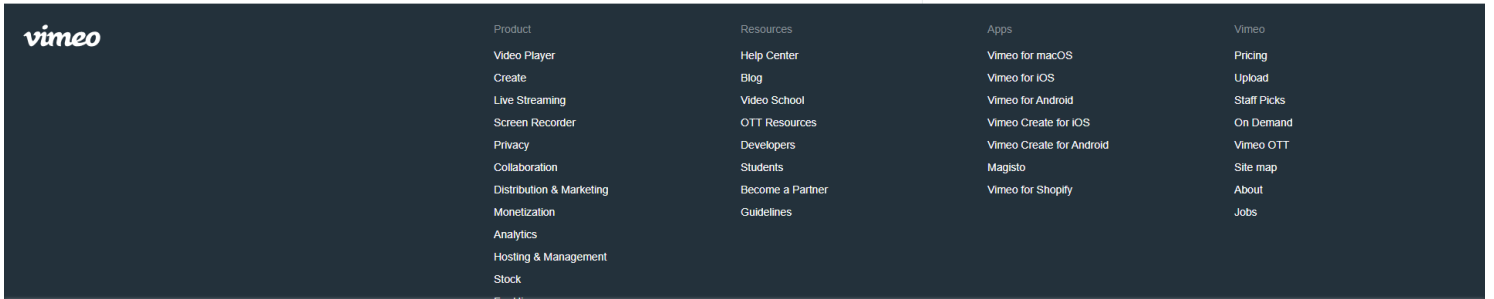 vimeo
Product
Video Player
Create
Live Streaming
Screen Recorder
Privacy
Collaboration
Distribution & Marketing
Monetization
Analytics
Hosting & Management
Stock
Resources
Help Center
Blog
Video School
OTT Resources
Developers
Students
Become a Partner
Guidelines
Apps
Vimeo for macOS
Vimeo for iOS
Vimeo for Android
Vimeo Create for iOS
Vimeo Create for Android
Magisto
Vimeo for Shopify
Vimeo
Pricing
Upload
Staff Picks
On Demand
Vimeo OTT
Site map
About
Jobs